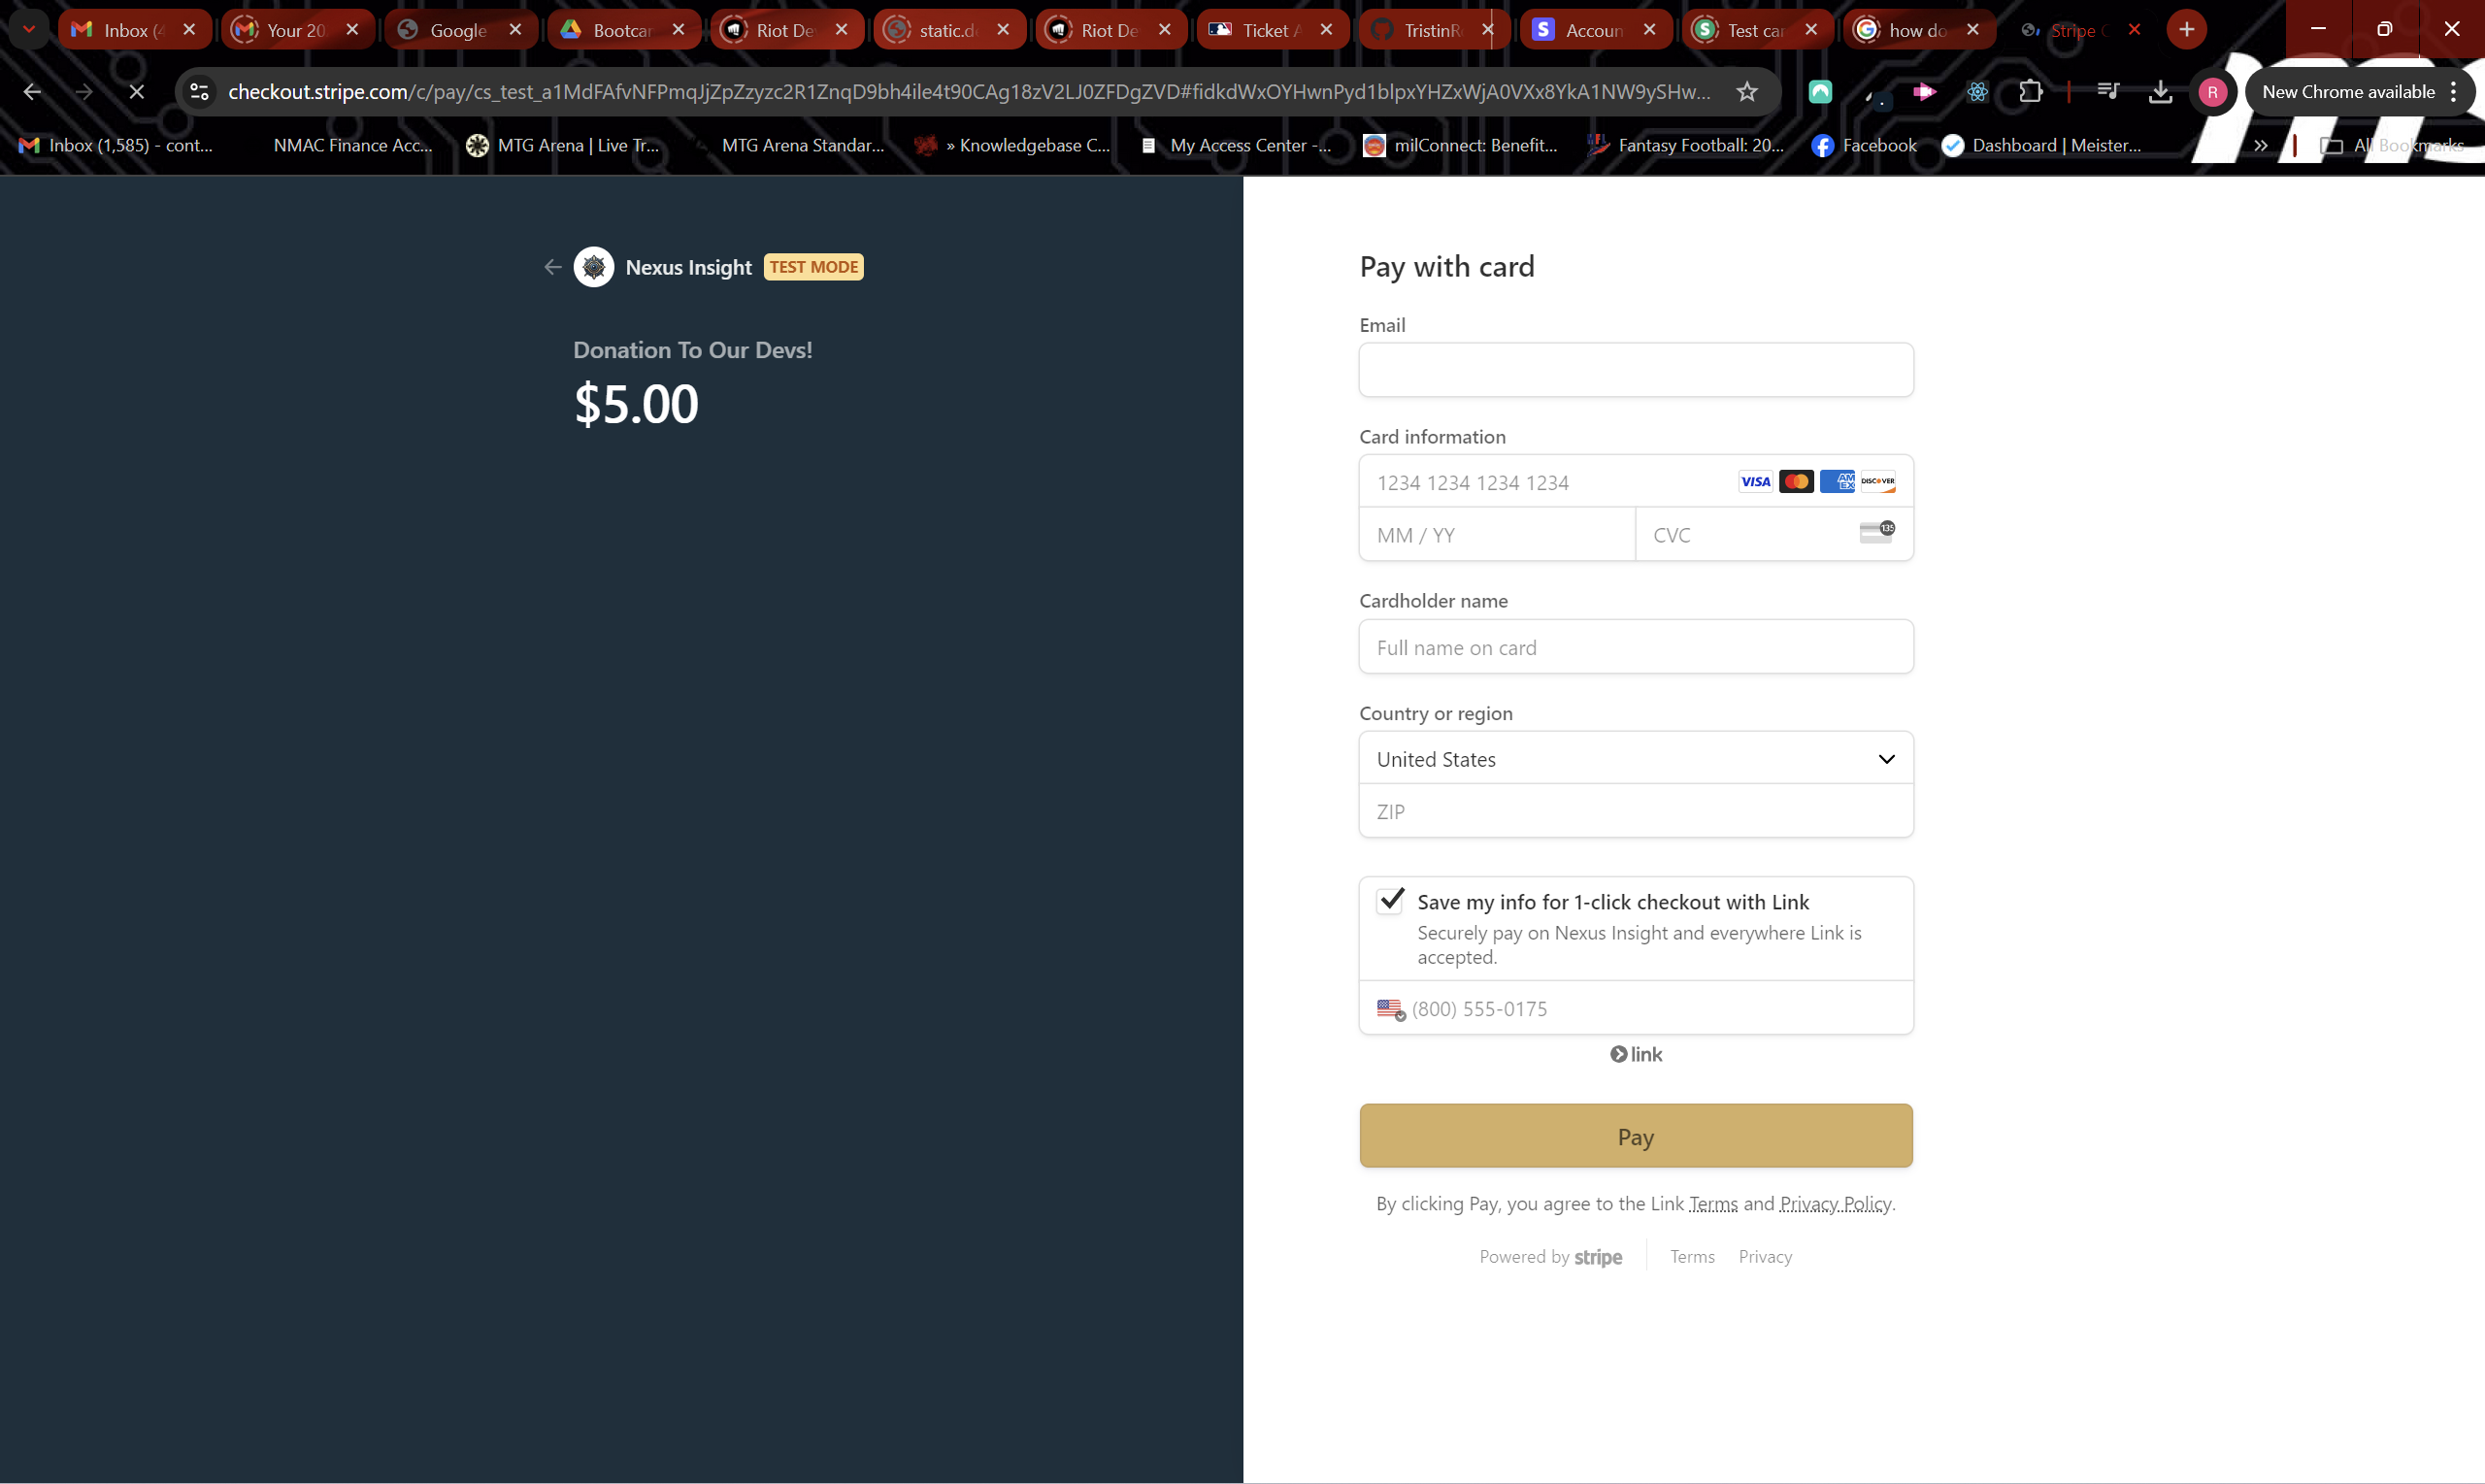 Inbox (4
Your 20
Google
Bootcar
Riot De
static.d
Riot De
Ticket A
TristinR
Accoun
Test car
how do
Stripe C
checkout.stripe.com/c/pay/cs_test_a1MdFAfvNFPmqJjZpZzyzc2R1ZnqD9bh4ile4t90CAg18zV2LJ0ZFDgZVD#fidkdWxOYHwnPyd1blpxYHZxWjA0VXx8YkA1NW9ySHw...
R
New Chrome available
Inbox (1,585) - cont...
NMAC Finance Acc...
MTG Arena | Live Tr...
MTG Arena Standar...
» Knowledgebase C...
My Access Center -...
milConnect: Benefit...
Fantasy Football: 20...
Facebook
Dashboard | Meister...
»
All Bookmarks
Nexus Insight TEST MODE
Donation To Our Devs!
$5.00
Pay with card
Email
Card information
1234 1234 1234 1234
VISA
AM EX
DISCOVER
MM / YY
CVC
135
Cardholder name
Full name on card
Country or region
United States
ZIP
Save my info for 1-click checkout with Link
Securely pay on Nexus Insight and everywhere Link is
accepted.
(800) 555-0175
link
Pay
By clicking Pay, you agree to the Link Terms and Privacy Policy.
Powered by stripe
Terms
Privacy